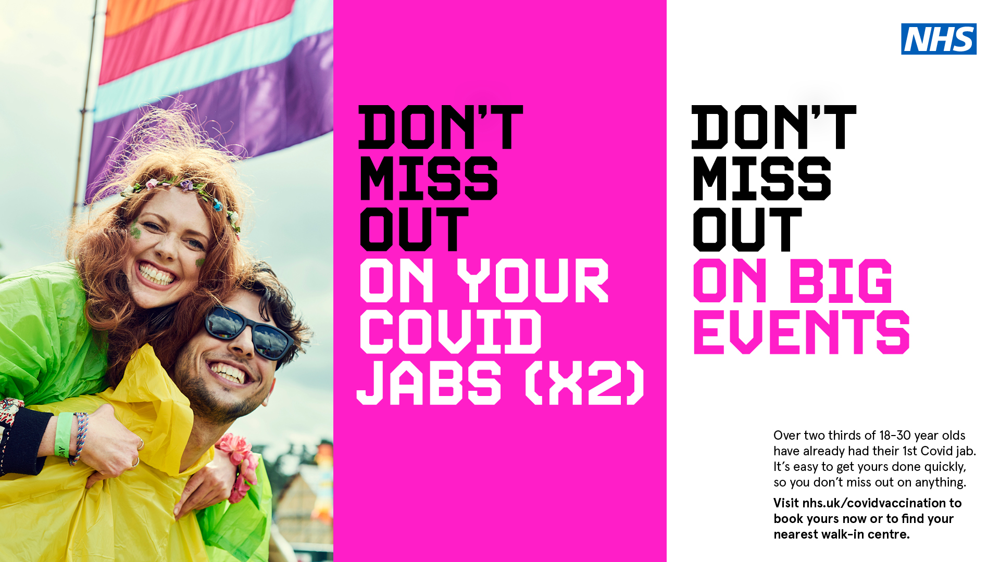 NHS
DON'T
MISS
OUT
ON YOUR
COVID
JABS (X2)
DON'T
MISS
OUT
ON BIG
EVENTS
Over two thirds of 18-30 year olds
have already had their 1st Covid jab.
It's easy to get yours done quickly,
so you don't miss out on anything.
Visit nhs.uk/covidvaccination to
book yours now or to find your
nearest walk-in centre.